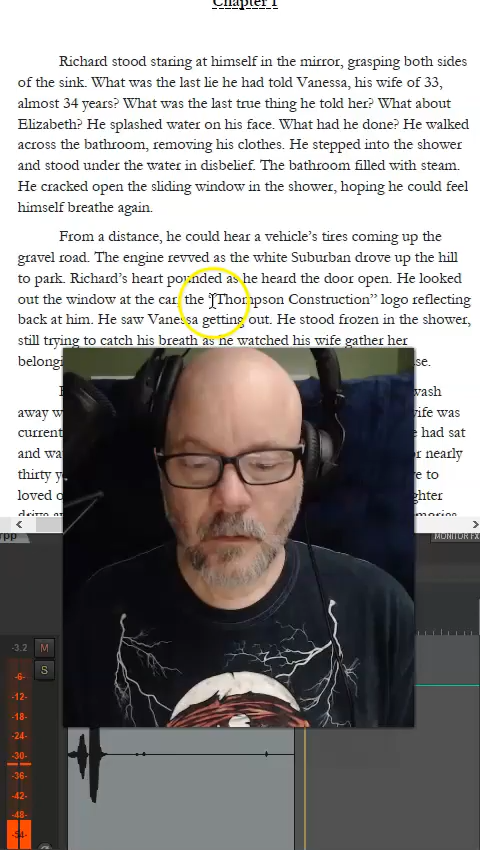 Chapter 1
Richard stood staring at himself in the mirror, grasping both sides
of the sink. What was the last lie he had told Vanessa, his wife of 33,
almost 34 years? What was the last true thing he told her? What about
Elizabeth? He splashed water on his face. What had he done? He walked
across the bathroom, removing his clothes. He stepped into the shower
and stood under the water in disbelief. The bathroom filled with steam.
He cracked open the sliding window in the shower, hoping he could feel
himself breathe again.
From a distance, he could hear a vehicle’s tires coming up the
gravel road. The engine revved as the white Suburban drove up the hill
to park. Richard’s heart pounded as he heard the door open. He looked
out the window at the car, the “Thompson Construction” logo reflecting
back at him. He saw Vanessa getting out. He stood frozen in the shower,
still trying to catch his breath as he watched his wife gather her
away
wife was
current
had sat
and
nearly
thirty
to
loved
MONITOR FX
-3.2
M
-6-
S
-12-
-18-
-24-
-30-
-36-
-42-
-48-
-54-